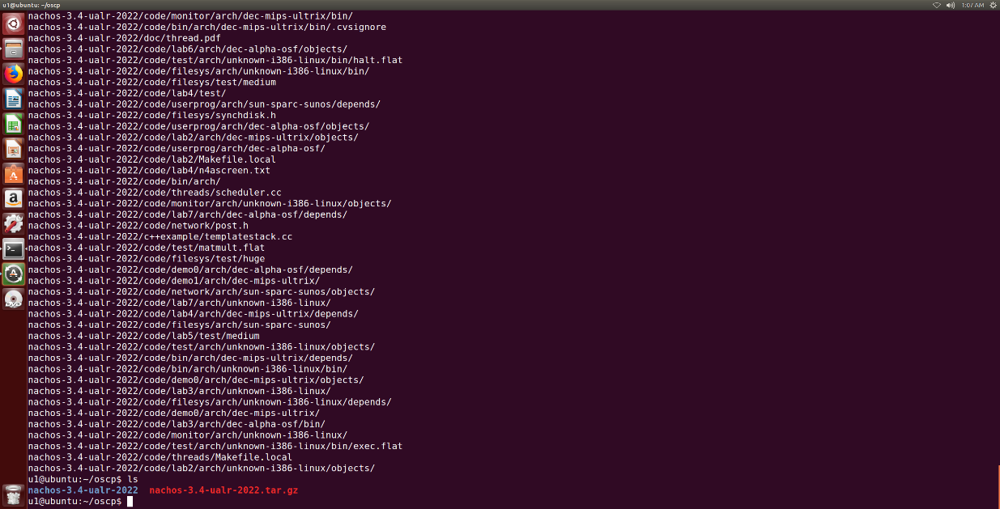 u1@ubuntu: ~/oscp
1:07 AM
nachos-3.4-ualr-2022/code/monitor/arch/dec-mips-ultrix/bin/
nachos-3.4-ualr-2022/code/bin/arch/dec-mips-ultrix/bin/.cvsignore
nachos-3.4-ualr-2022/doc/thread.pdf
nachos-3.4-ualr-2022/code/lab6/arch/dec-alpha-osf/objects/
nachos-3.4-ualr-2022/code/test/arch/unknown-i386-linux/bin/halt.flat
nachos-3.4-ualr-2022/code/filesys/arch/unknown-i386-linux/bin/
nachos-3.4-ualr-2022/code/filesys/test/medium
nachos-3.4-ualr-2022/code/lab4/test/
nachos-3.4-ualr-2022/code/userprog/arch/sun-sparc-sunos/depends/
nachos-3.4-ualr-2022/code/filesys/synchdisk.h
nachos-3.4-ualr-2022/code/userprog/arch/dec-alpha-osf/objects/
nachos-3.4-ualr-2022/code/lab2/arch/dec-mips-ultrix/objects/
nachos-3.4-ualr-2022/code/userprog/arch/dec-alpha-osf/
nachos-3.4-ualr-2022/code/lab2/Makefile.local
nachos-3.4-ualr-2022/code/lab4/n4ascreen.txt
nachos-3.4-ualr-2022/code/bin/arch/
nachos-3.4-ualr-2022/code/threads/scheduler.cc
nachos-3.4-ualr-2022/code/monitor/arch/unknown-i386-linux/objects/
nachos-3.4-ualr-2022/code/lab7/arch/dec-alpha-osf/depends/
nachos-3.4-ualr-2022/code/network/post.h
nachos-3.4-ualr-2022/c++example/templatestack.cc
nachos-3.4-ualr-2022/code/test/matmult.flat
nachos-3.4-ualr-2022/code/filesys/test/huge
nachos-3.4-ualr-2022/code/demo0/arch/dec-alpha-osf/depends/
nachos-3.4-ualr-2022/code/demo1/arch/dec-mips-ultrix/
nachos-3.4-ualr-2022/code/network/arch/sun-sparc-sunos/objects/
nachos-3.4-ualr-2022/code/lab7/arch/unknown-i386-linux/
nachos-3.4-ualr-2022/code/lab4/arch/dec-mips-ultrix/depends/
nachos-3.4-ualr-2022/code/filesys/arch/sun-sparc-sunos/
nachos-3.4-ualr-2022/code/lab5/test/medium
nachos-3.4-ualr-2022/code/test/arch/unknown-i386-linux/objects/
nachos-3.4-ualr-2022/code/bin/arch/dec-mips-ultrix/depends/
nachos-3.4-ualr-2022/code/bin/arch/unknown-i386-linux/bin/
nachos-3.4-ualr-2022/code/demo0/arch/dec-mips-ultrix/objects/
nachos-3.4-ualr-2022/code/lab3/arch/unknown-i386-linux/
nachos-3.4-ualr-2022/code/filesys/arch/unknown-i386-linux/depends/
nachos-3.4-ualr-2022/code/demo0/arch/dec-mips-ultrix/
nachos-3.4-ualr-2022/code/lab3/arch/dec-alpha-osf/bin/
nachos-3.4-ualr-2022/code/monitor/arch/unknown-i386-linux/
nachos-3.4-ualr-2022/code/test/arch/unknown-i386-linux/bin/exec.flat
nachos-3.4-ualr-2022/code/threads/Makefile.local
nachos-3.4-ualr-2022/code/lab2/arch/unknown-i386-linux/objects/
u1@ubuntu:~/oscp$ ls
nachos-3.4-ualr-2022  nachos-3.4-ualr-2022.tar.gz
u1@ubuntu:~/oscp$